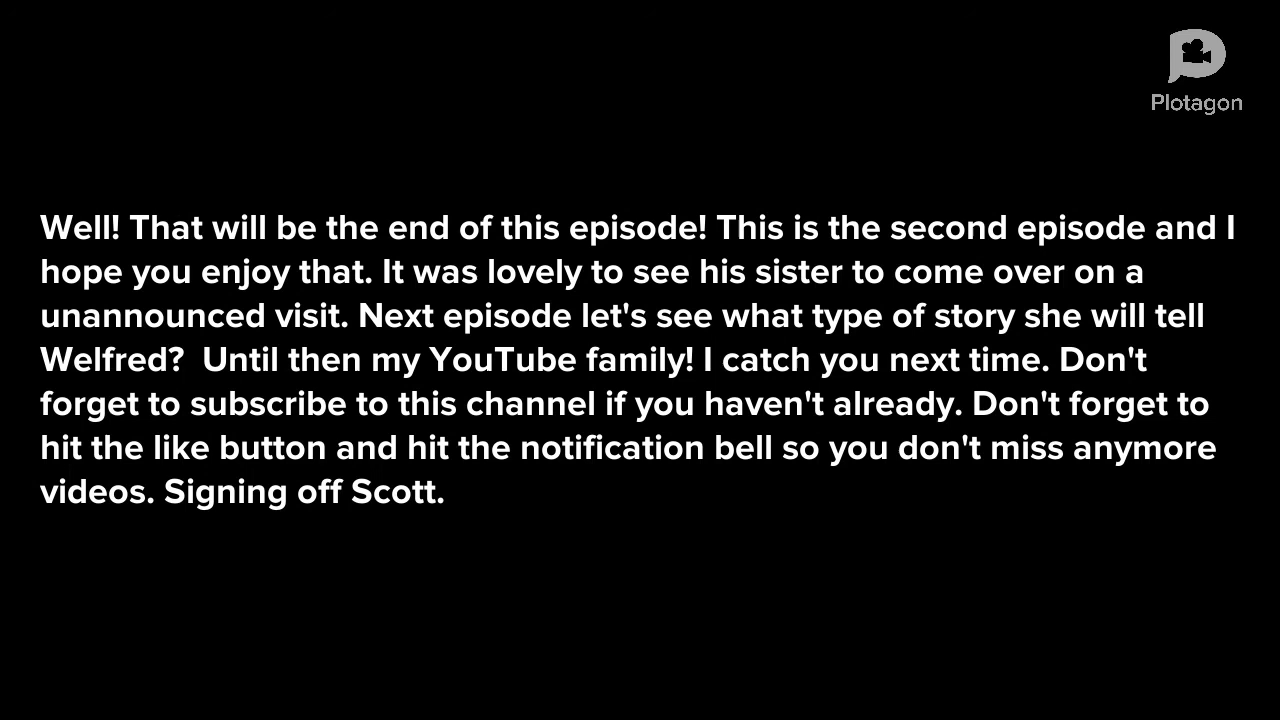 Plotagon
Well! That will be the end of this episode! This is the second episode and I
hope you enjoy that. It was lovely to see his sister to come over on a
unannounced visit. Next episode let's see what type of story she will tell
Welfred?  Until then my YouTube family! I catch you next time. Don't
forget to subscribe to this channel if you haven't already. Don't forget to
hit the like button and hit the notification bell so you don't miss anymore
videos. Signing off Scott.